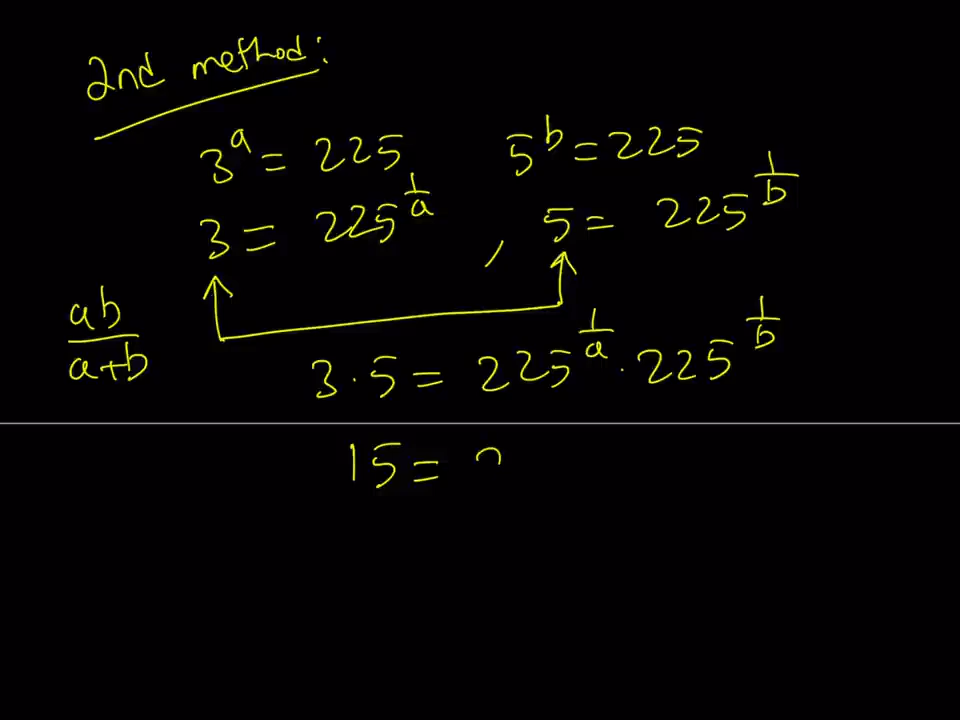 2nd method:
3^a = 225    5^b = 225
3 = 225^(1/a) , 5 = 225^(1/b)
ab/(a+b)
3·5 = 225^(1/a) · 225^(1/b)
15 =